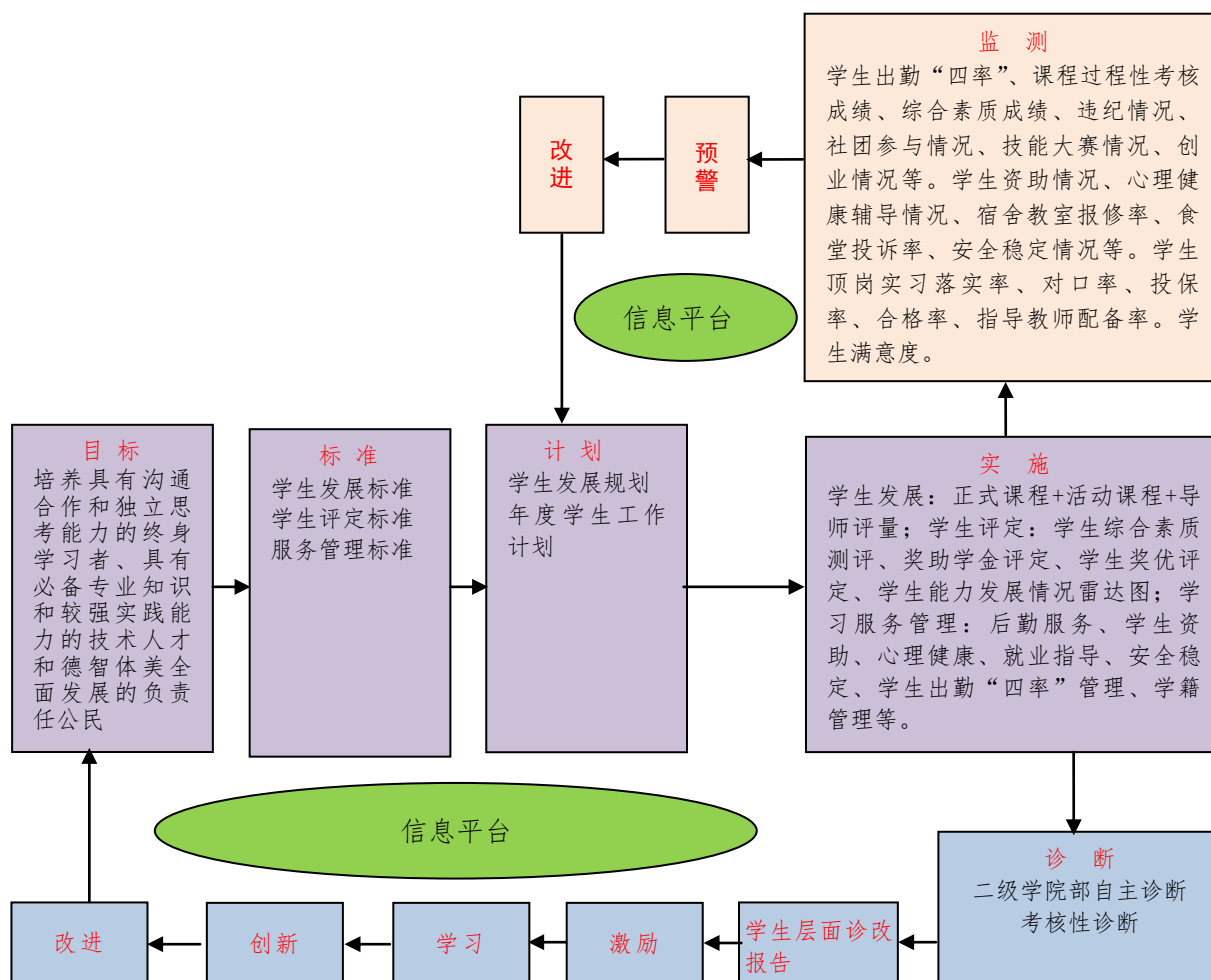 监 测
学生出勤“四率”、课程过程性考核
成绩、综合素质成绩、违纪情况、
社团参与情况、技能大赛情况、创
业情况等。学生资助情况、心理健
康辅导情况、宿舍教室报修率、食
堂投诉率、安全稳定情况等。学生
顶岗实习落实率、对口率、投保
率、合格率、指导教师配备率。学
生满意度。
预
警
改
进
信息平台
目 标
培养具有沟通
合作和独立思
考能力的终身
学习者、具有
必备专业知识
和较强实践能
力的技术人才
和德智体美全
面发展的负责
任公民
标 准
学生发展标准
学生评定标准
服务管理标准
计 划
学生发展规划
年度学生工作
计划
实 施
学生发展：正式课程+活动课程+导
师评量；学生评定：学生综合素质
测评、奖助学金评定、学生奖优评
定、学生能力发展情况雷达图；学
习服务管理：后勤服务、学生资
助、心理健康、就业指导、安全稳
定、学生出勤“四率”管理、学籍
管理等。
信息平台
诊 断
二级学院部自主诊断
考核性诊断
学生层面诊改
报告
激励
学习
创新
改进